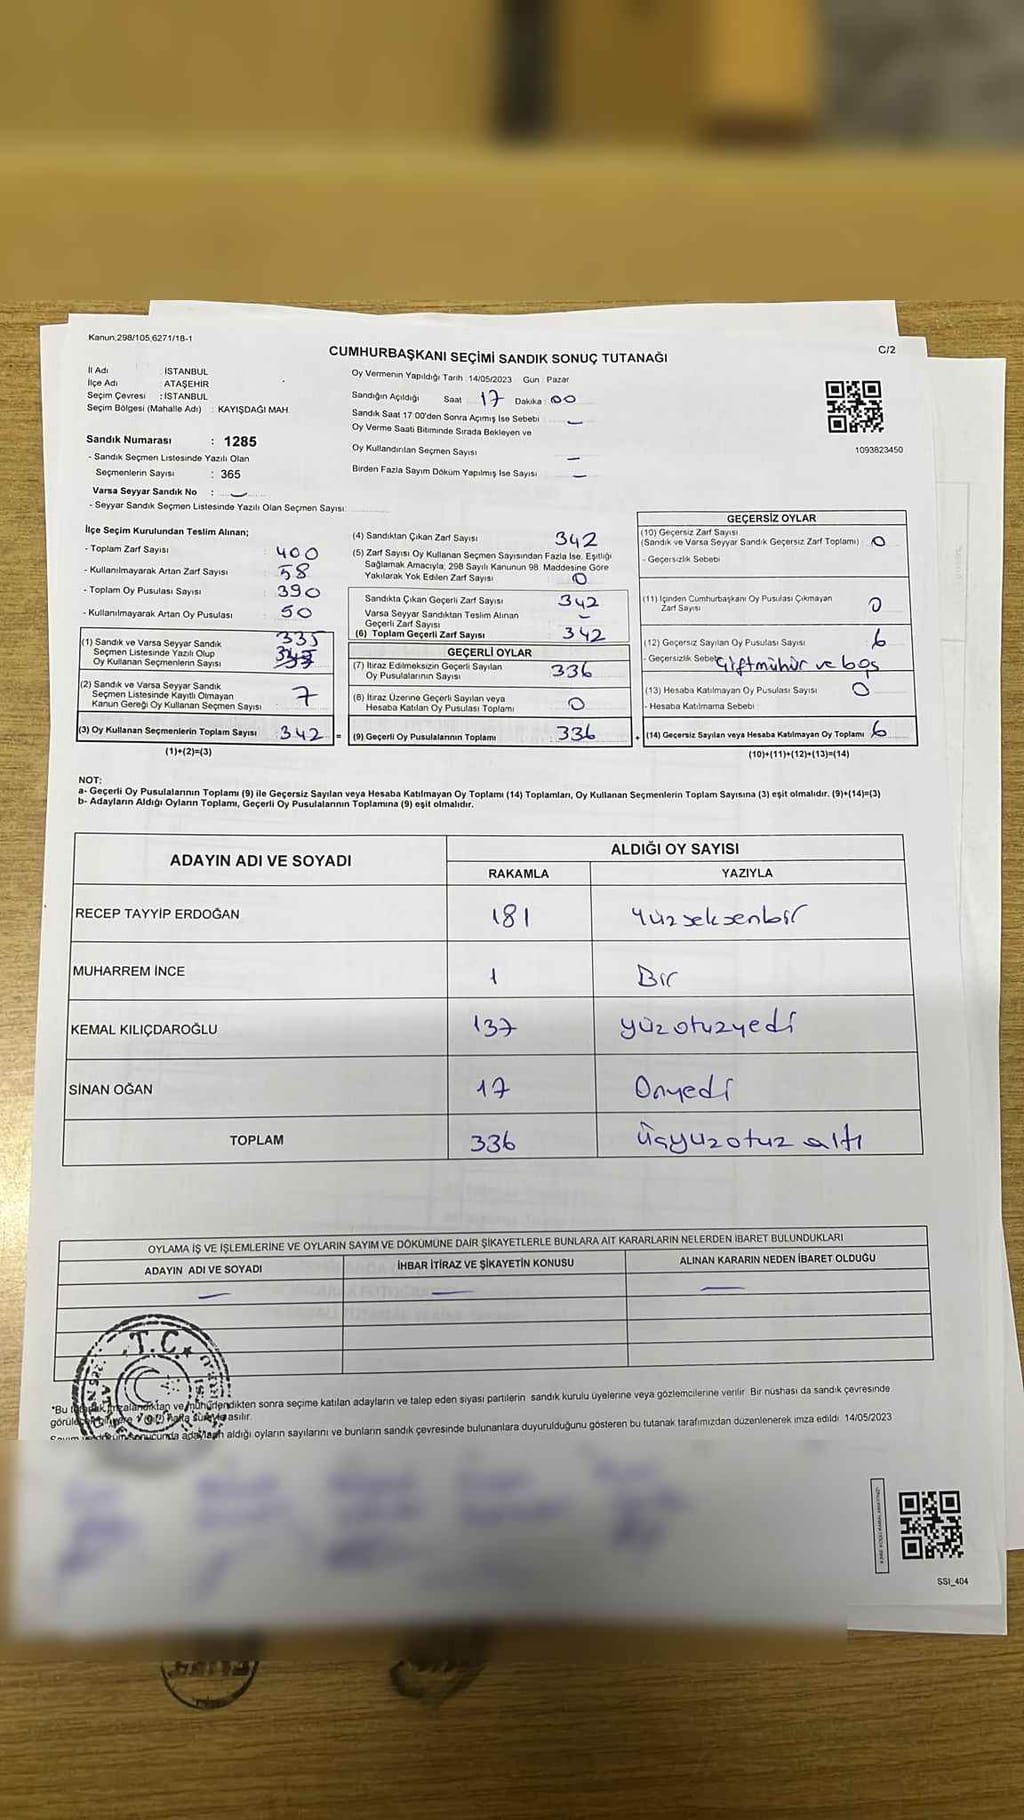 Kanun,298/105,6271/18-1
CUMHURBAŞKANI SEÇİMİ SANDIK SONUÇ TUTANAĞI
C/2
İl Adı : İSTANBUL
İlçe Adı : ATAŞEHİR
Seçim Çevresi : İSTANBUL
Seçim Bölgesi (Mahalle Adı) : KAYIŞDAĞI MAH.
Oy Vermenin Yapıldığı Tarih : 14/05/2023 Gün : Pazar
Sandığın Açıldığı Saat 17 Dakika : 00
Sandık Saat 17 00'den Sonra Açımış İse Sebebi —
Oy Verme Saati Bitiminde Sırada Bekleyen ve
Oy Kullandırılan Seçmen Sayısı —
Birden Fazla Sayım Döküm Yapılmış İse Sayısı —
1093823450
Sandık Numarası : 1285
- Sandık Seçmen Listesinde Yazılı Olan
Seçmenlerin Sayısı : 365
Varsa Seyyar Sandık No : —
- Seyyar Sandık Seçmen Listesinde Yazılı Olan Seçmen Sayısı:
İlçe Seçim Kurulundan Teslim Alınan;
- Toplam Zarf Sayısı 400
- Kullanılmayarak Artan Zarf Sayısı 58
- Toplam Oy Pusulası Sayısı 390
- Kullanılmayarak Artan Oy Pusulası 50
(1) Sandık ve Varsa Seyyar Sandık 335
Seçmen Listesinde Yazılı Olup
Oy Kullanan Seçmenlerin Sayısı
(2) Sandık ve Varsa Seyyar Sandık
Seçmen Listesinde Kayıtlı Olmayan
Kanun Gereği Oy Kullanan Seçmen Sayısı 7
(3) Oy Kullanan Seçmenlerin Toplam Sayısı 342 =
(1)+(2)=(3)
(4) Sandıktan Çıkan Zarf Sayısı 342
(5) Zarf Sayısı Oy Kullanan Seçmen Sayısından Fazla İse, Eşitliği
Sağlamak Amacıyla; 298 Sayılı Kanunun 98. Maddesine Göre
Yakılarak Yok Edilen Zarf Sayısı 0
Sandıkta Çıkan Geçerli Zarf Sayısı 342
Varsa Seyyar Sandıktan Teslim Alınan
Geçerli Zarf Sayısı —
(6) Toplam Geçerli Zarf Sayısı 342
GEÇERLİ OYLAR
(7) İtiraz Edilmeksizin Geçerli Sayılan
Oy Pusulalarının Sayısı 336
(8) İtiraz Üzerine Geçerli Sayılan veya
Hesaba Katılan Oy Pusulası Toplamı 0
(9) Geçerli Oy Pusulalarının Toplamı 336 +
GEÇERSİZ OYLAR
(10) Geçersiz Zarf Sayısı
(Sandık ve Varsa Seyyar Sandık Geçersiz Zarf Toplamı) 0
- Geçersizlik Sebebi
(11) İçinden Cumhurbaşkanı Oy Pusulası Çıkmayan
Zarf Sayısı 0
(12) Geçersiz Sayılan Oy Pusulası Sayısı 6
- Geçersizlik Sebebi Çiftmühür ve boş
(13) Hesaba Katılmayan Oy Pusulası Sayısı 0
- Hesaba Katılmama Sebebi
(14) Geçersiz Sayılan veya Hesaba Katılmayan Oy Toplamı 6
(10)+(11)+(12)+(13)=(14)
NOT:
a- Geçerli Oy Pusulalarının Toplamı (9) ile Geçersiz Sayılan veya Hesaba Katılmayan Oy Toplamı (14) Toplamları, Oy Kullanan Seçmenlerin Toplam Sayısına (3) eşit olmalıdır. (9)+(14)=(3)
b- Adayların Aldığı Oyların Toplamı, Geçerli Oy Pusulalarının Toplamına (9) eşit olmalıdır.
ADAYIN ADI VE SOYADI
ALDIĞI OY SAYISI
RAKAMLA YAZIYLA
RECEP TAYYİP ERDOĞAN 181 Yüzseksenbir
MUHARREM İNCE 1 Bir
KEMAL KILIÇDAROĞLU 137 yüzotuzyedi
SİNAN OĞAN 17 Onyedi
TOPLAM 336 Üçyüzotuz altı
OYLAMA İŞ VE İŞLEMLERİNE VE OYLARIN SAYIM VE DÖKÜMÜNE DAİR ŞİKAYETLERLE BUNLARA AİT KARARLARIN NELERDEN İBARET BULUNDUKLARI
ADAYIN ADI VE SOYADI İHBAR İTİRAZ VE ŞİKAYETİN KONUSU ALINAN KARARIN NEDEN İBARET OLDUĞU
— — —
T.C.
*Bu imzalandıktan ve mühürlendikten sonra seçime katılan adayların ve talep eden siyasi partilerin sandık kurulu üyelerine veya gözlemcilerine verilir Bir nüshası da sandık çevresinde
hafta süreyle asılır.
adayların aldığı oyların sayılarını ve bunların sandık çevresinde bulunanlara duyurulduğunu gösteren bu tutanak tarafımızdan düzenlenerek imza edildi 14/05/2023
SSI_404